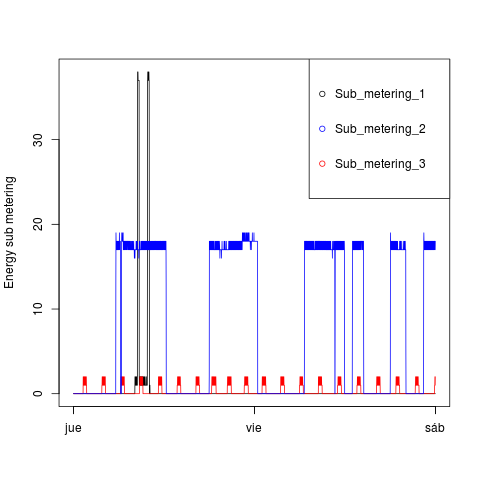 Sub_metering_1
Sub_metering_2
Sub_metering_3
Energy sub metering
30
20
10
0
jue
vie
sáb